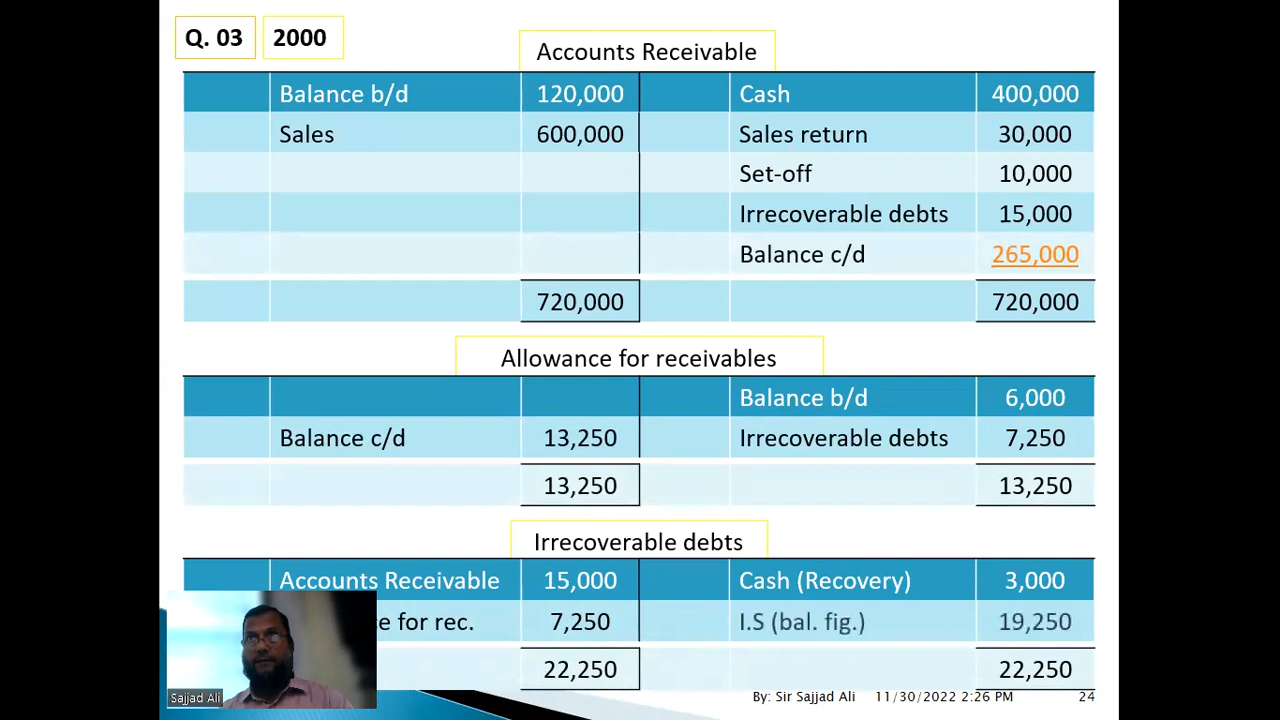 Q. 03 2000
Accounts Receivable
Balance b/d 120,000 Cash 400,000
Sales 600,000 Sales return 30,000
Set-off 10,000
Irrecoverable debts 15,000
Balance c/d 265,000
720,000 720,000
Allowance for receivables
Balance b/d 6,000
Balance c/d 13,250 Irrecoverable debts 7,250
13,250 13,250
Irrecoverable debts
Accounts Receivable 15,000 Cash (Recovery) 3,000
for rec. 7,250 I.S (bal. fig.) 19,250
22,250 22,250
Sajjad Ali
By: Sir Sajjad Ali 11/30/2022 2:26 PM 24